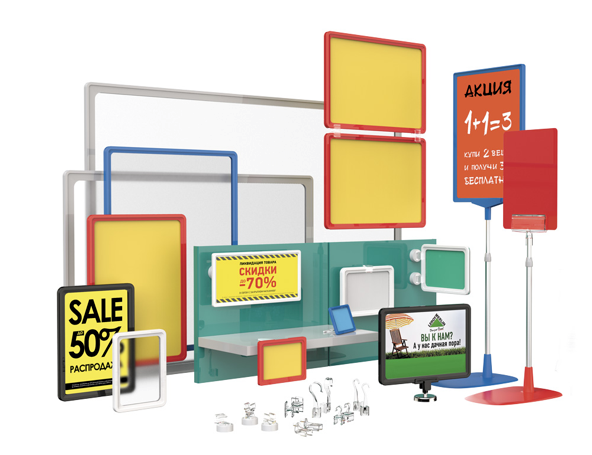 АКЦИЯ
1+1=3
КУПИ 2 ВЕЩ
И ПОЛУЧИ 3
БЕСПЛАТН
ЛИКВИДАЦИЯ ТОВАРА
СКИДКИ
ДО
-70%
SALE
ДО
50%
РАСПРОДАЖ
ВЫ К НАМ?
А у нас дачная пора!